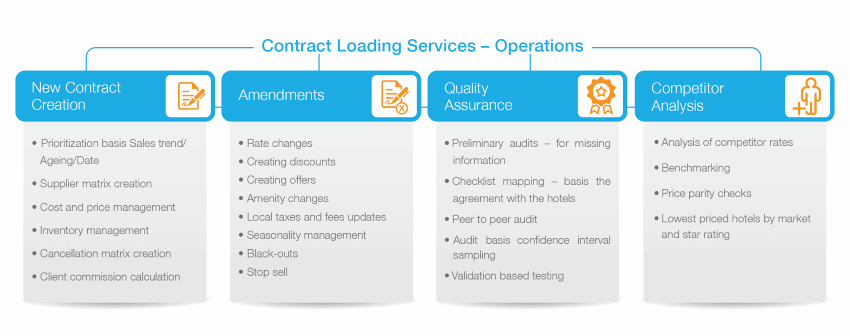 Contract Loading Services – Operations
New Contract
Creation
• Prioritization basis Sales trend/
Ageing/Date
• Supplier matrix creation
• Cost and price management
• Inventory management
• Cancellation matrix creation
• Client commission calculation
Amendments
• Rate changes
• Creating discounts
• Creating offers
• Amenity changes
• Local taxes and fees updates
• Seasonality management
• Black-outs
• Stop sell
Quality
Assurance
• Preliminary audits – for missing
information
• Checklist mapping – basis the
agreement with the hotels
• Peer to peer audit
• Audit basis confidence interval
sampling
• Validation based testing
Competitor
Analysis
• Analysis of competitor rates
• Benchmarking
• Price parity checks
• Lowest priced hotels by market
and star rating